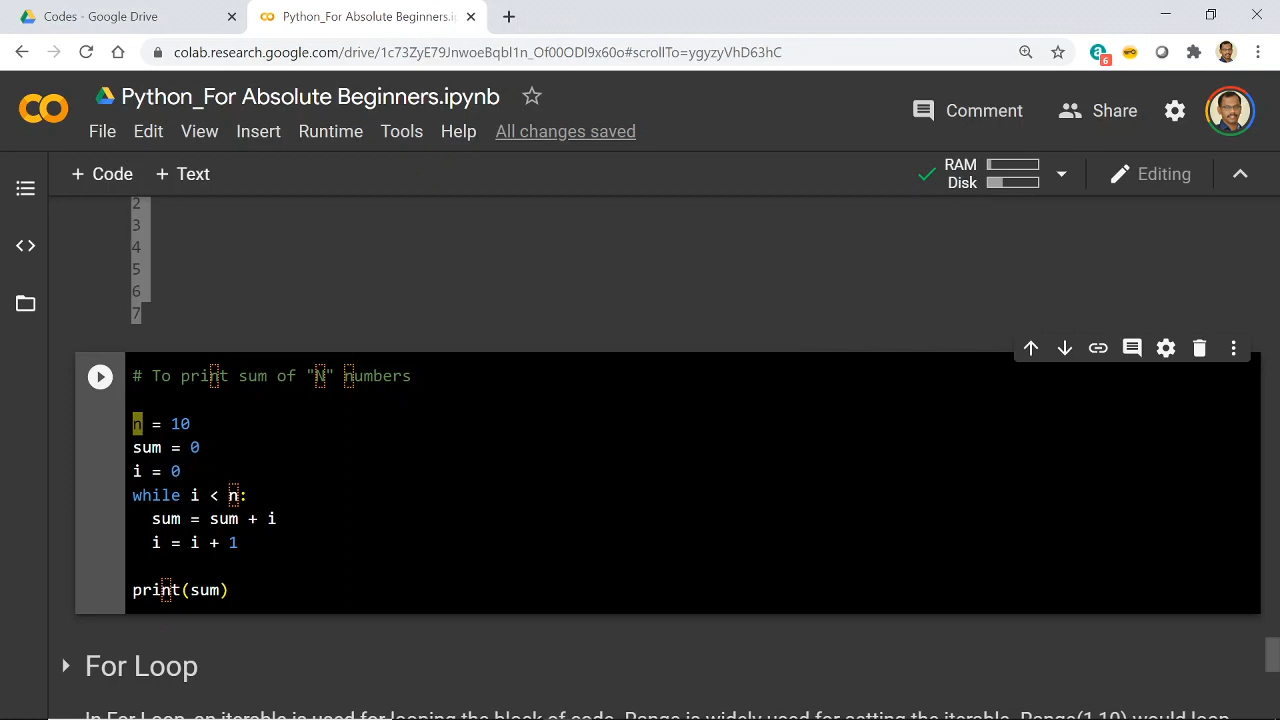 Codes - Google Drive
Python_For Absolute Beginners.i
colab.research.google.com/drive/1c73ZyE79JnwoeBqbI1n_Of00ODl9x60o#scrollTo=ygyzyVhD63hC
6
Python_For Absolute Beginners.ipynb
Comment
Share
File Edit View Insert Runtime Tools Help All changes saved
+ Code + Text
RAM
Disk
Editing
2
3
4
5
6
7
# To print sum of "N" numbers
n = 10
sum = 0
i = 0
while i < n:
sum = sum + i
i = i + 1
print(sum)
For Loop
In For Loop, an iterable is used for looping the block of code. Range is widely used for setting the iterable. Range(1,10) would loop